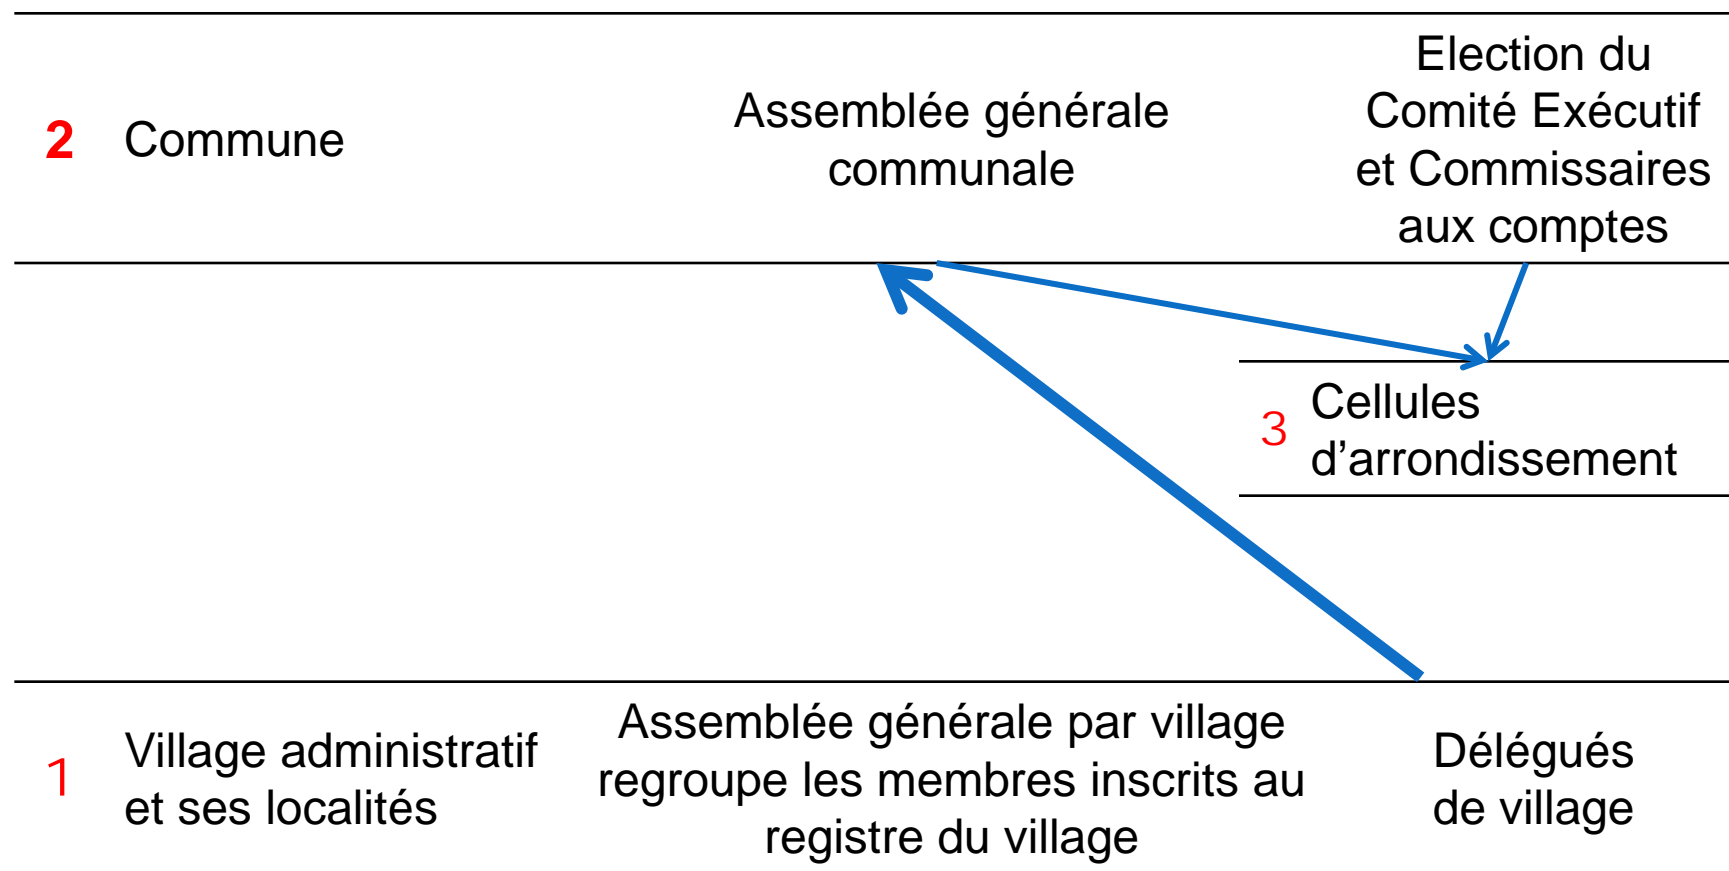 2
Commune
Assemblée générale
communale
Election du
Comité Exécutif
et Commissaires
aux comptes
3
Cellules
d’arrondissement
1
Village administratif
et ses localités
Assemblée générale par village
regroupe les membres inscrits au
registre du village
Délégués
de village